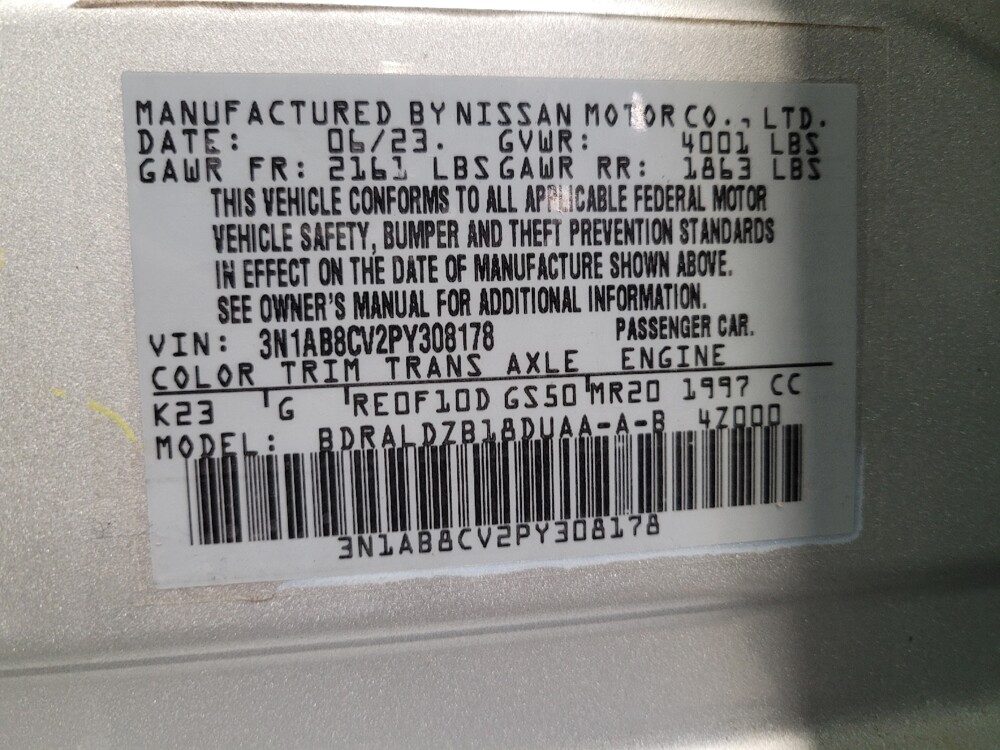 MANUFACTURED BY NISSAN MOTOR CO., LTD.
DATE: 06/23. GVWR: 4001 LBS
GAWR FR: 2161 LBS GAWR RR: 1863 LBS
THIS VEHICLE CONFORMS TO ALL APPLICABLE FEDERAL MOTOR
VEHICLE SAFETY, BUMPER AND THEFT PREVENTION STANDARDS
IN EFFECT ON THE DATE OF MANUFACTURE SHOWN ABOVE.
SEE OWNER'S MANUAL FOR ADDITIONAL INFORMATION.
VIN: 3N1AB8CV2PY308178 PASSENGER CAR.
COLOR TRIM TRANS AXLE ENGINE
K23 G RE0F10D GS50 MR20 1997 CC
MODEL: BDRALDZB18DUAA-A-B 4Z000
3N1AB8CV2PY308178